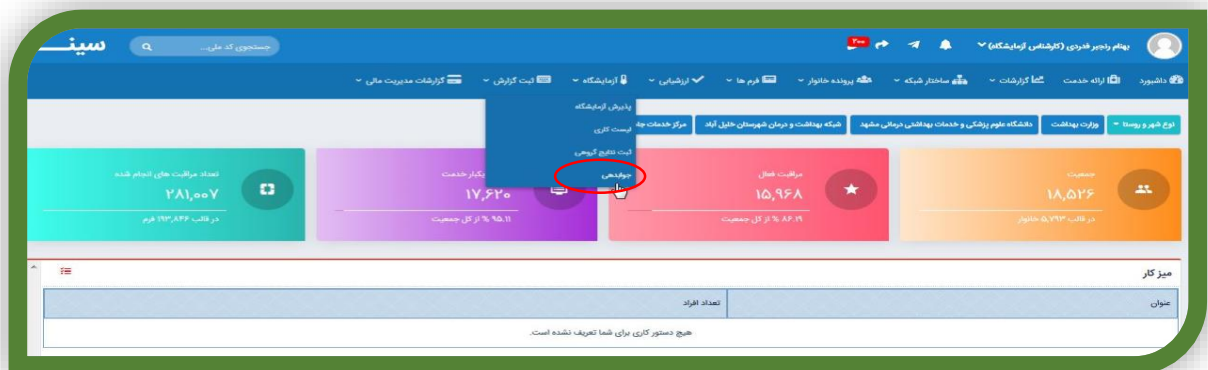 بهنام رنجبر قدردی (کارشناس آزمایشگاه)
۲۰۰
جستجوی کد ملی...
سینـــ
داشبورد
ارائه خدمت
گزارشات
ساختار شبکه
پرونده خانوار
فرم ها
ارزشیابی
آزمایشگاه
ثبت گزارش
گزارشات مدیریت مالی
پذیرش آزمایشگاه
لیست کاری
ثبت نتایج گروهی
جوابدهی
نوع شهر و روستا
وزارت بهداشت
دانشگاه علوم پزشکی و خدمات بهداشتی درمانی مشهد
شبکه بهداشت و درمان شهرستان خلیل آباد
مرکز خدمات
جمعیت
۱۸,۵۲۶
در قالب ۵,۷۹۳ خانوار
مراقبت فعال
۱۵,۹۶۸
۸۶.۱۹ % از کل جمعیت
یکبار خدمت
۱۷,۶۲۰
۹۵.۱۱ % از کل جمعیت
تعداد مراقبت های انجام شده
۲۸۱,۰۰۷
در قالب ۱۹۳,۸۴۶ فرم
میز کار
عنوان
تعداد افراد
هیچ دستور کاری برای شما تعریف نشده است.